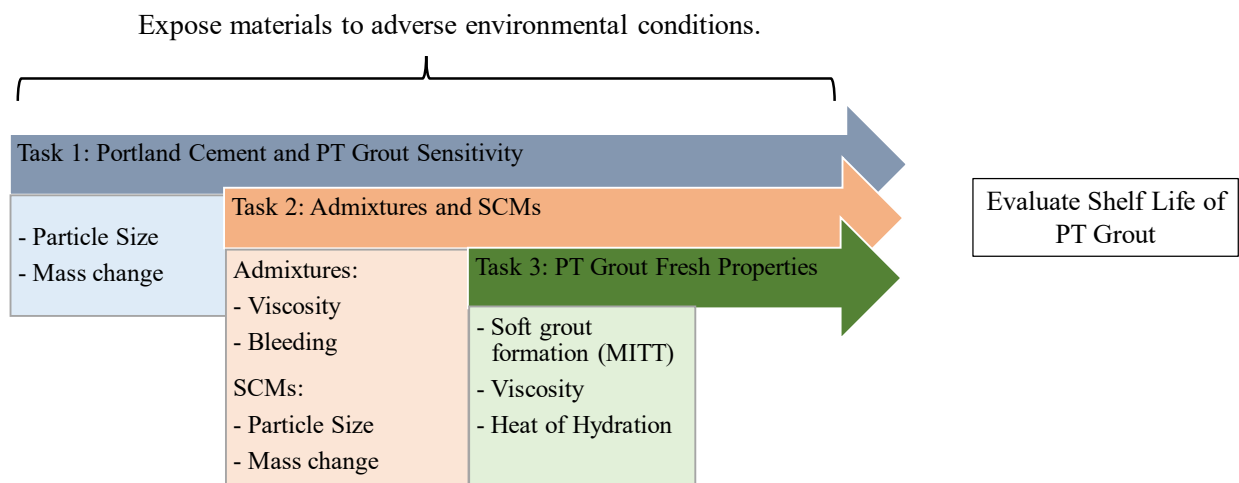 Expose materials to adverse environmental conditions.
Task 1: Portland Cement and PT Grout Sensitivity
- Particle Size
- Mass change
Task 2: Admixtures and SCMs
Admixtures:
- Viscosity
- Bleeding
SCMs:
- Particle Size
- Mass change
Task 3: PT Grout Fresh Properties
- Soft grout
formation (MITT)
- Viscosity
- Heat of Hydration
Evaluate Shelf Life of
PT Grout